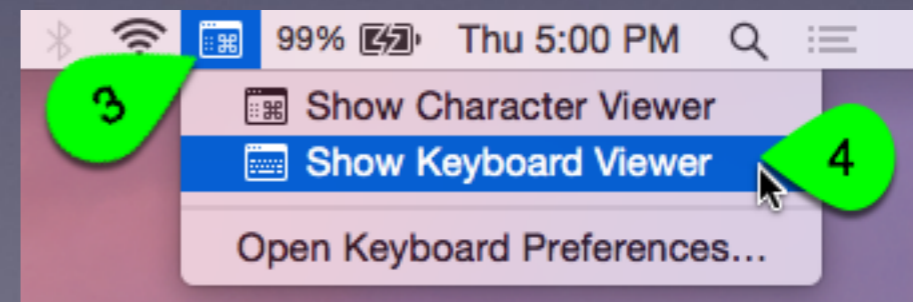 99% Thu 5:00 PM
3
Show Character Viewer
Show Keyboard Viewer
4
Open Keyboard Preferences...